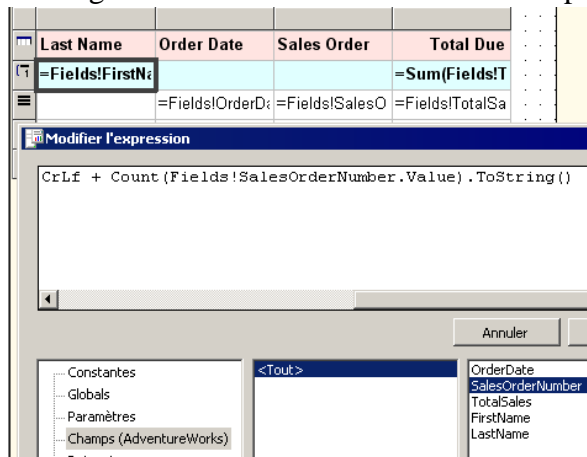 Last Name Order Date Sales Order Total Due
=Fields!FirstNa =Sum(Fields!T
=Fields!OrderDa =Fields!SalesO =Fields!TotalSa
Modifier l'expression
CrLf + Count(Fields!SalesOrderNumber.Value).ToString()
Annuler
Constantes
Globals
Paramètres
Champs (AdventureWorks)
<Tout>
OrderDate
SalesOrderNumber
TotalSales
FirstName
LastName